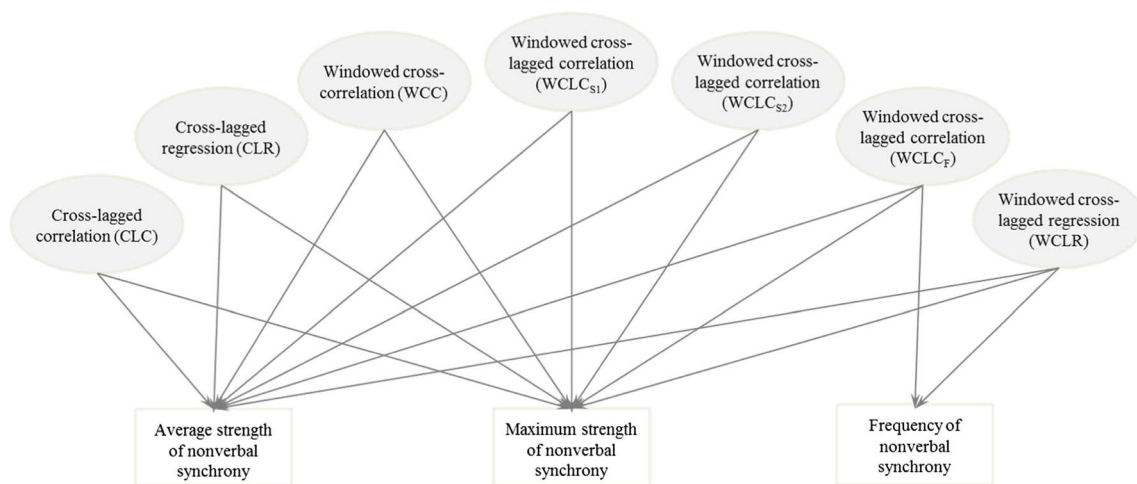 Cross-lagged
correlation (CLC)
Cross-lagged
regression (CLR)
Windowed cross-
correlation (WCC)
Windowed cross-
lagged correlation
(WCLCS1)
Windowed cross-
lagged correlation
(WCLCS2)
Windowed cross-
lagged correlation
(WCLCF)
Windowed cross-
lagged regression
(WCLR)
Average strength
of nonverbal
synchrony
Maximum strength
of nonverbal
synchrony
Frequency of
nonverbal
synchrony